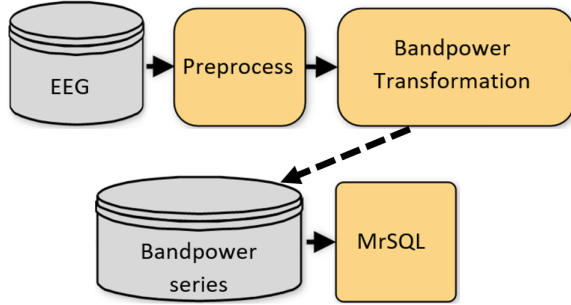 EEG
Preprocess
Bandpower
Transformation
Bandpower
series
MrSQL